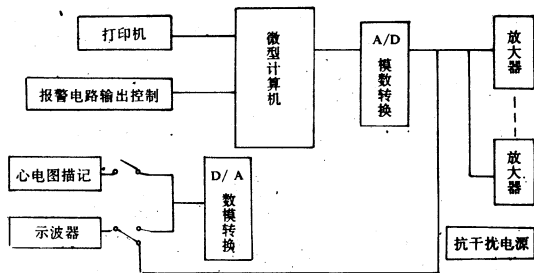 打印机
微型计算机
A/D
模数转换
放大器
报警电路输出控制
心电图描记
D/A
数模转换
放大器
示波器
抗干扰电源